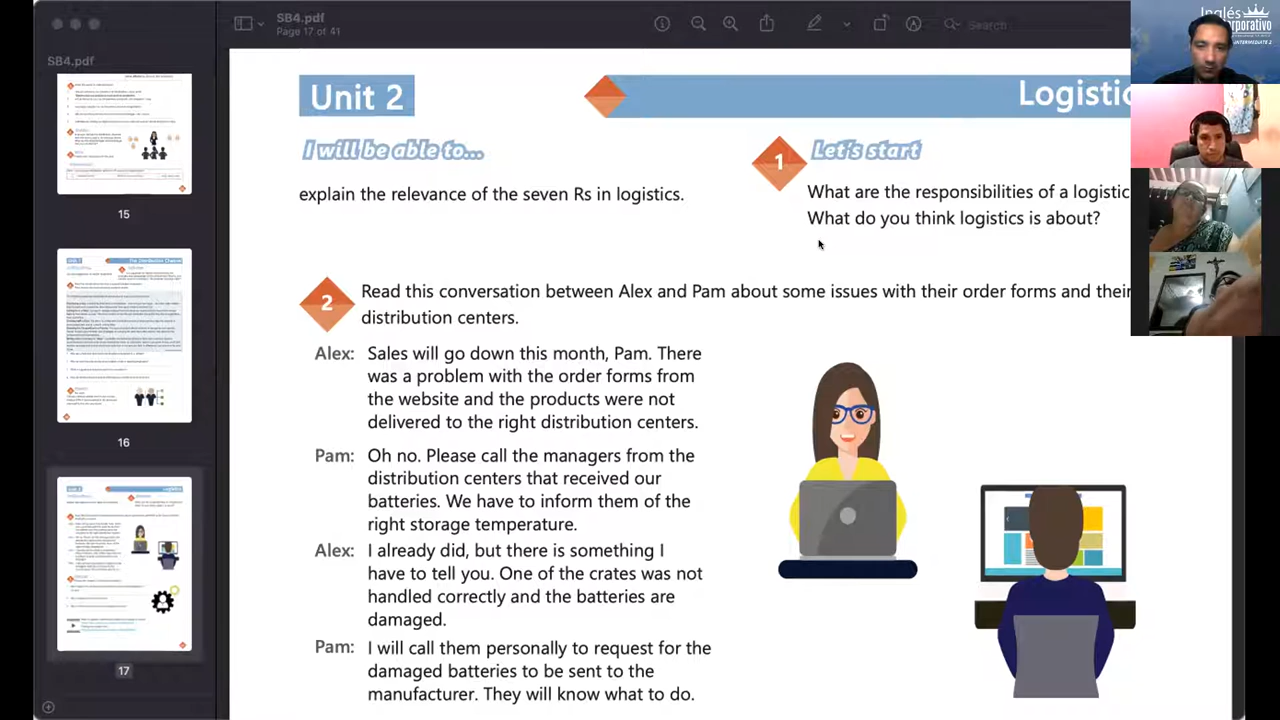 SB4.pdf
Page 17 of 41
Search
SB4.pdf
15
16
17
Inglés
Corporativo
INTERMEDIATE 2
Unit 2
Logistic
I will be able to...
explain the relevance of the seven Rs in logistics.
1
Let's start
What are the responsibilities of a logistic
What do you think logistics is about?
2
Read this conversation between Alex and Pam about the issues with their order forms and their
distribution centers.
Alex: Sales will go down this month, Pam. There
was a problem with the order forms from
the website and the products were not
delivered to the right distribution centers.
Pam: Oh no. Please call the managers from the
distribution centers that received our
batteries. We have to inform them of the
right storage temperature.
Alex: I already did, but there is something I
have to tell you. One of the crates was not
handled correctly and the batteries are
damaged.
Pam: I will call them personally to request for the
damaged batteries to be sent to the
manufacturer. They will know what to do.